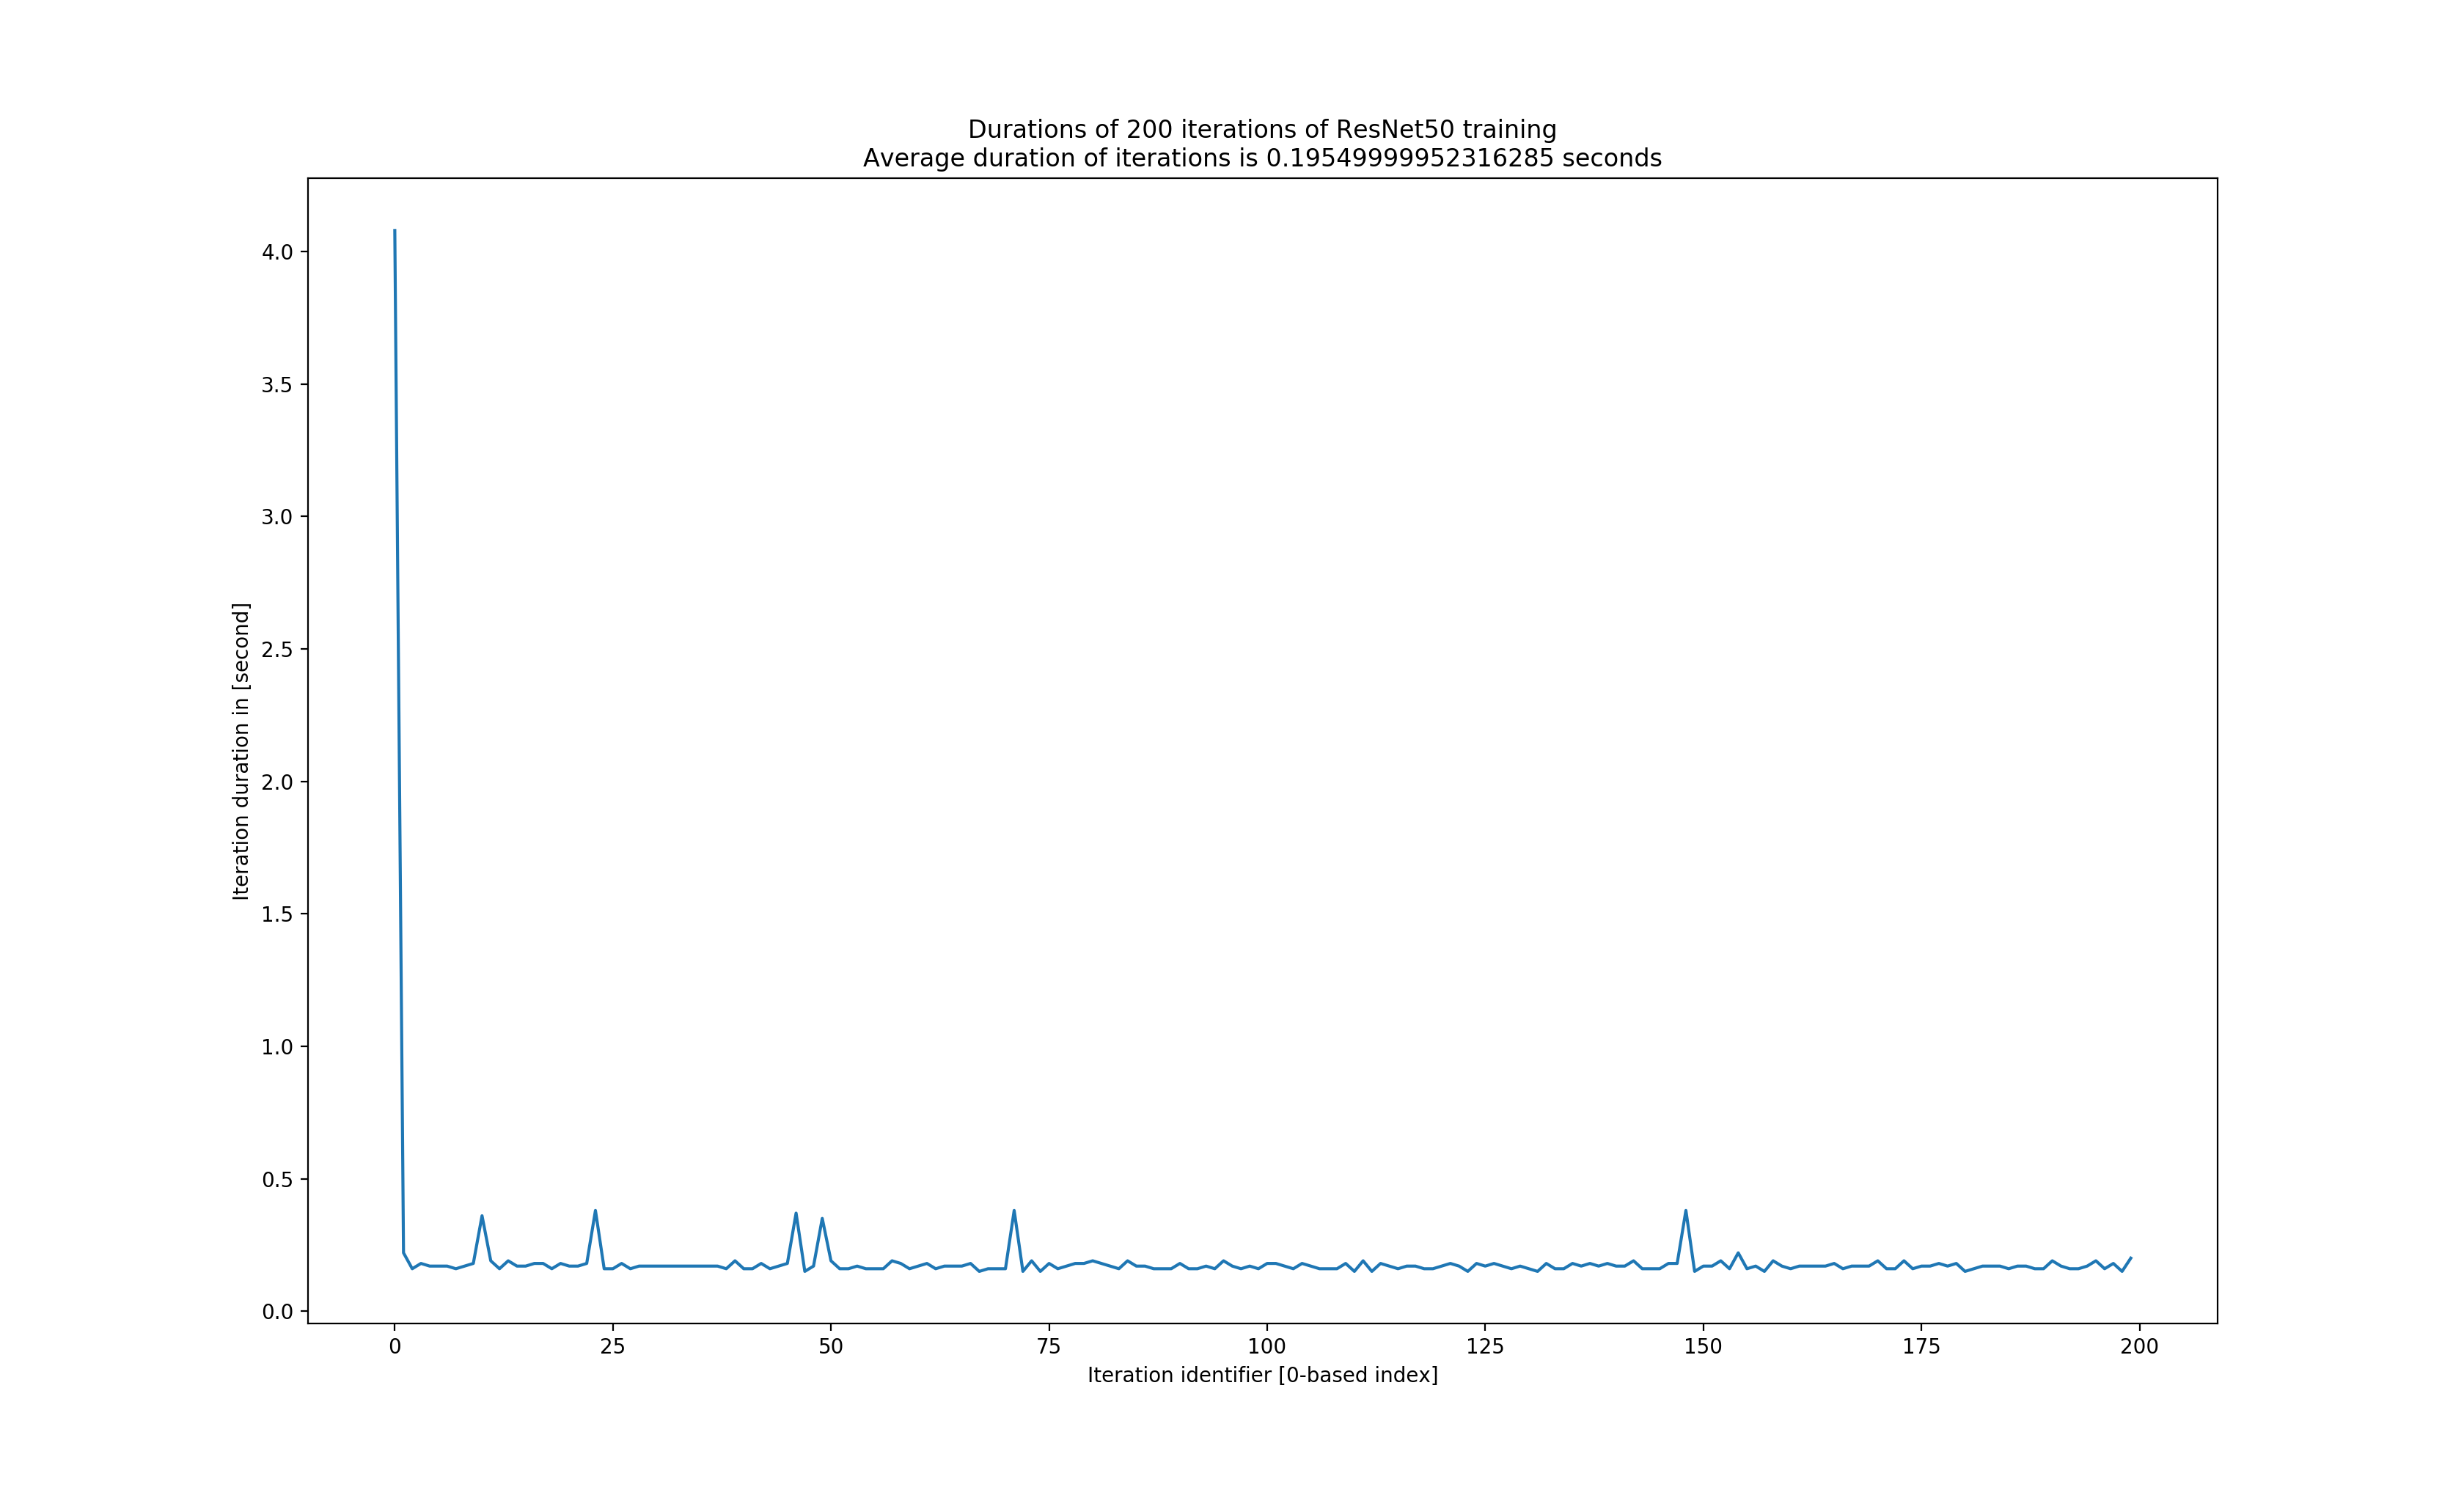 Durations of 200 iterations of ResNet50 training
Average duration of iterations is 0.19549999952316285 seconds
4.0
3.5
3.0
2.5
2.0
1.5
1.0
0.5
0.0
Iteration duration in [second]
0 25 50 75 100 125 150 175 200
Iteration identifier [0-based index]